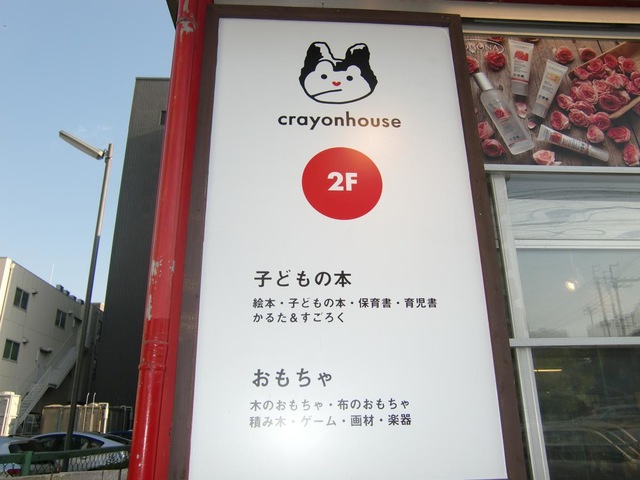 crayonhouse
2F
子どもの本
絵本・子どもの本・保育書・育児書
かるた&すごろく
おもちゃ
木のおもちゃ・布のおもちゃ
積み木・ゲーム・画材・楽器